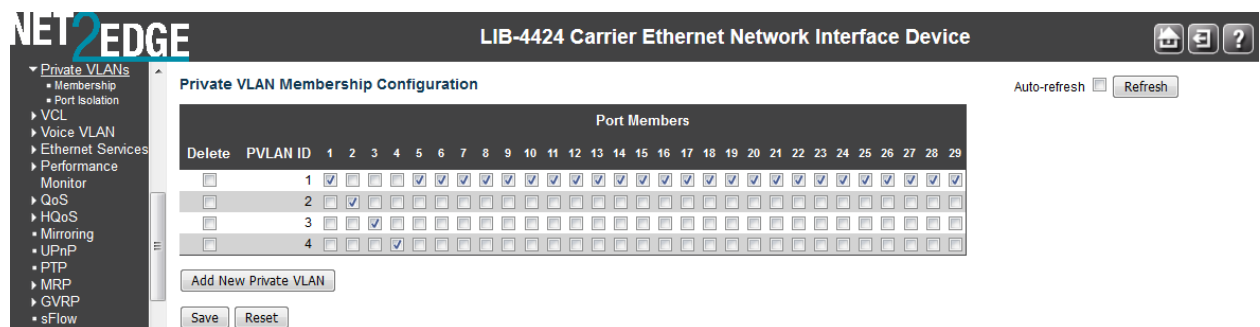 NET2EDGE
LIB-4424 Carrier Ethernet Network Interface Device
?
Private VLANs
Membership
Port Isolation
VCL
Voice VLAN
Ethernet Services
Performance
Monitor
QoS
HQoS
Mirroring
UPnP
PTP
MRP
GVRP
sFlow
Private VLAN Membership Configuration
Auto-refresh Refresh
Port Members
Delete PVLAN ID 1 2 3 4 5 6 7 8 9 10 11 12 13 14 15 16 17 18 19 20 21 22 23 24 25 26 27 28 29
1
2
3
4
Add New Private VLAN
Save Reset